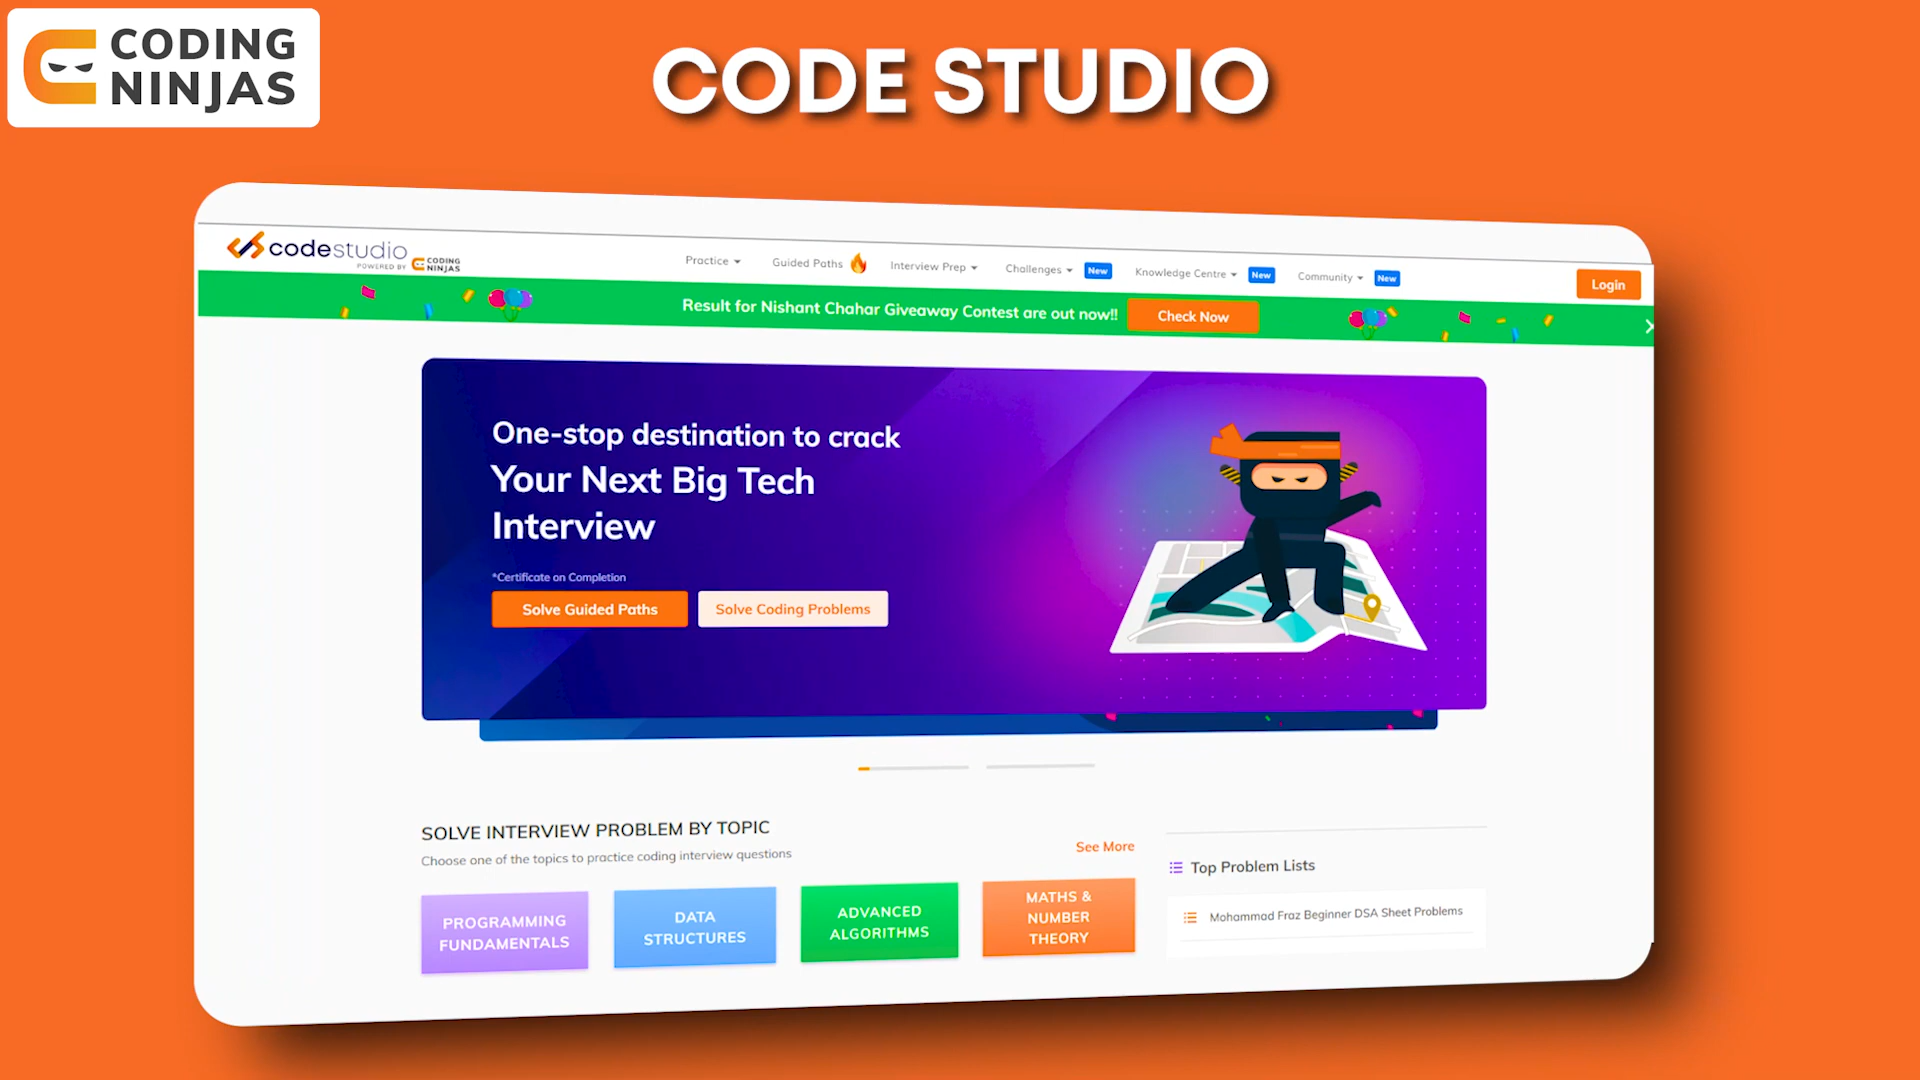 CODING
NINJAS
CODE STUDIO
codestudio
POWERED BY CODING NINJAS
Practice
Guided Paths
Interview Prep
Challenges
New
Knowledge Centre
New
Community
New
Login
Result for Nishant Chahar Giveaway Contest are out now!!
Check Now
One-stop destination to crack
Your Next Big Tech
Interview
*Certificate on Completion
Solve Guided Paths
Solve Coding Problems
SOLVE INTERVIEW PROBLEM BY TOPIC
Choose one of the topics to practice coding interview questions
See More
PROGRAMMING
FUNDAMENTALS
DATA
STRUCTURES
ADVANCED
ALGORITHMS
MATHS &
NUMBER
THEORY
Top Problem Lists
Mohammad Fraz Beginner DSA Sheet Problems